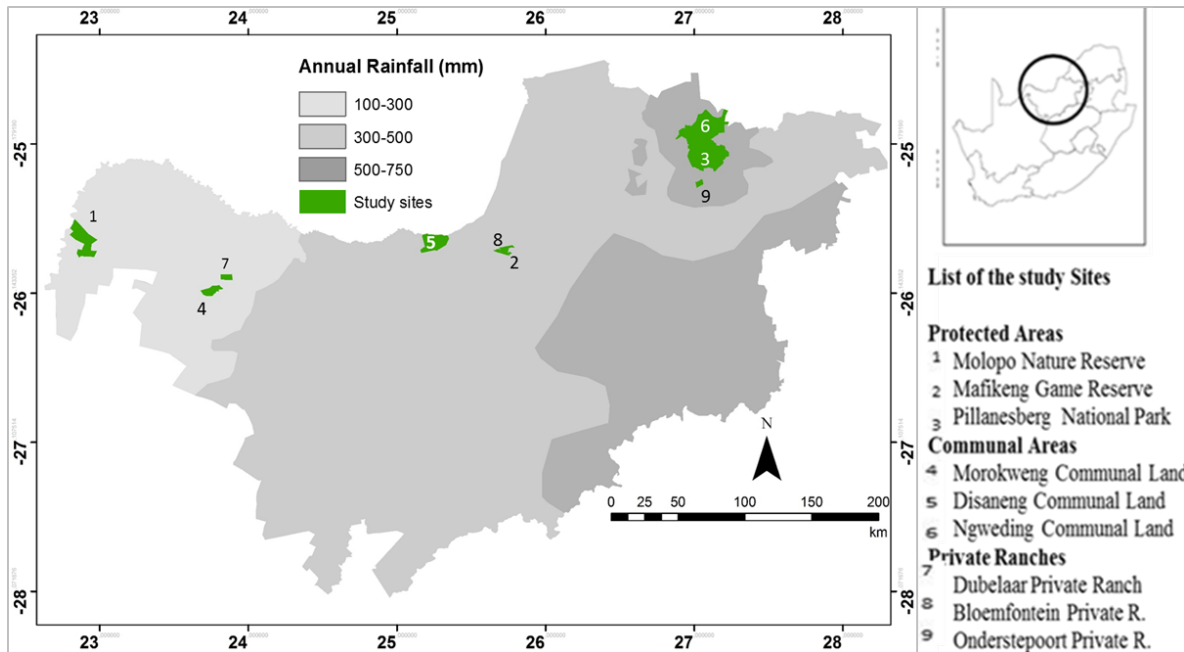 23 24 25 26 27 28
Annual Rainfall (mm)
100-300
300-500
500-750
Study sites
-25
-26
-27
-28
-25
-26
-27
-28
1
7
4
5
8
2
6
3
9
N
0 25 50 100 150 200
km
23 24 25 26 27 28
List of the study Sites
Protected Areas
1 Molopo Nature Reserve
2 Mafikeng Game Reserve
3 Pillanesberg National Park
Communal Areas
4 Morokweng Communal Land
5 Disaneng Communal Land
6 Ngweding Communal Land
Private Ranches
7 Dubelaar Private Ranch
8 Bloemfontein Private R.
9 Onderstepoort Private R.